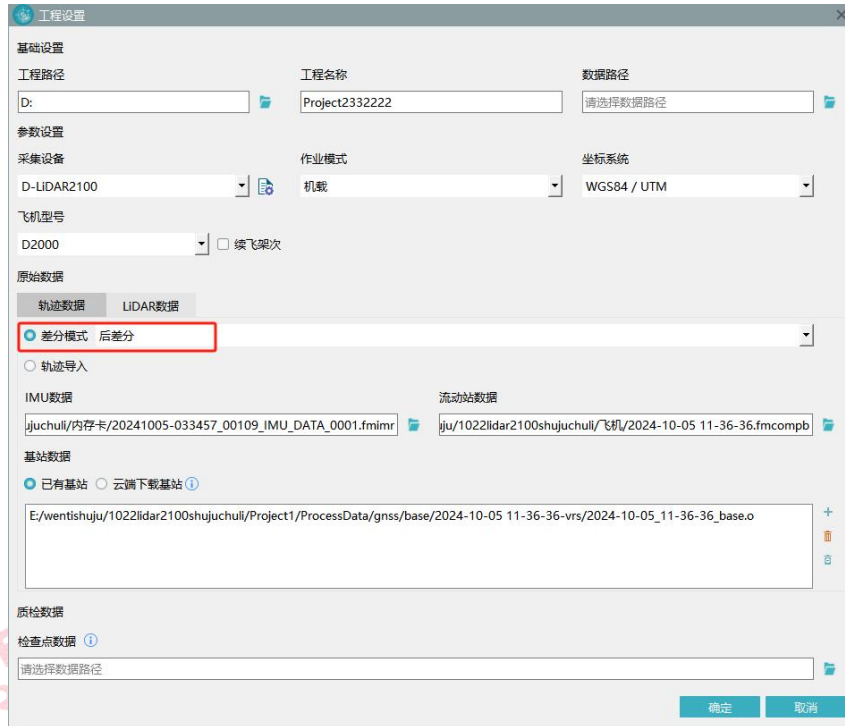 工程设置
基础设置
工程路径 工程名称 数据路径
D: Project2332222 请选择数据路径
参数设置
采集设备 作业模式 坐标系统
D-LiDAR2100 机载 WGS84 / UTM
飞机型号
D2000 续飞架次
原始数据
轨迹数据 LiDAR数据
差分模式 后差分
轨迹导入
IMU数据 流动站数据
ujuchuli/内存卡/20241005-033457_00109_IMU_DATA_0001.fmimr uju/1022lidar2100shujuchuli/飞机/2024-10-05 11-36-36.fmcompb
基站数据
已有基站 云端下载基站
E:/wentishuju/1022lidar2100shujuchuli/Project1/ProcessData/gnss/base/2024-10-05 11-36-36-vrs/2024-10-05_11-36-36_base.o
质检数据
检查点数据
请选择数据路径
确定 取消